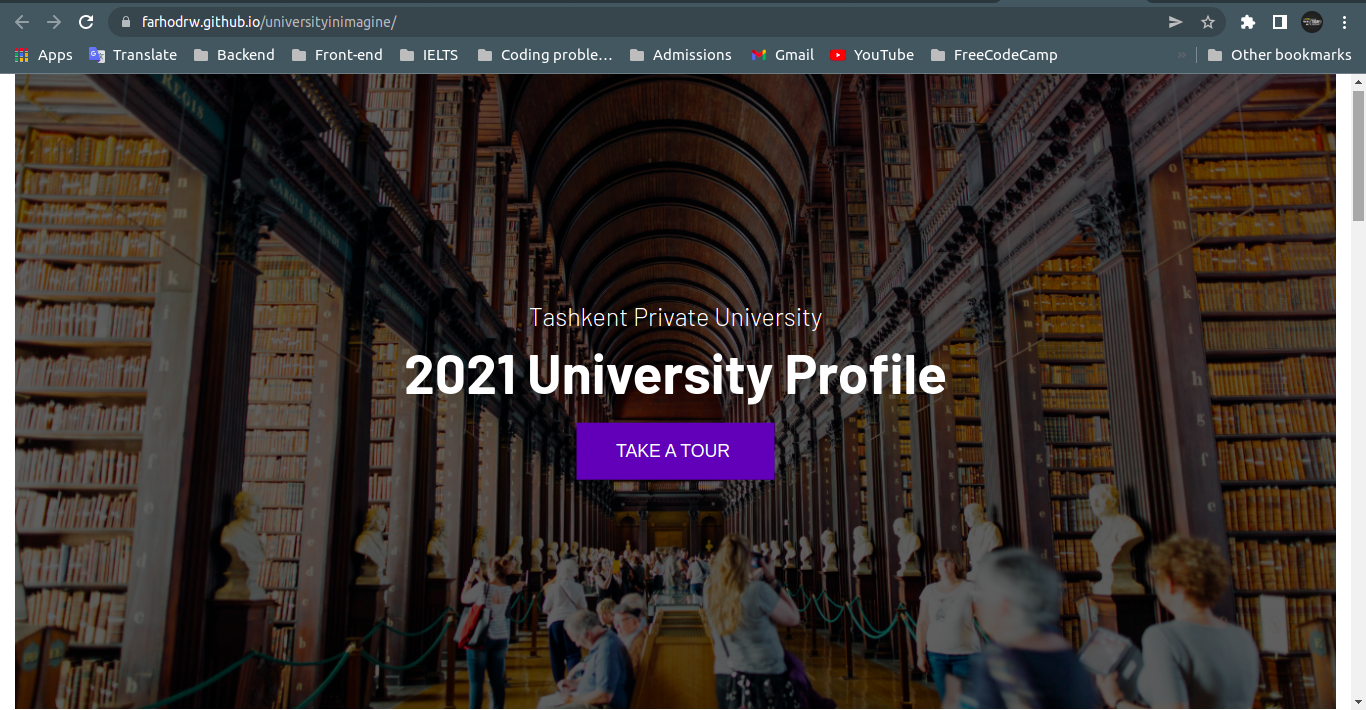 farhodrw.github.io/universityinimagine/
Apps Translate Backend Front-end IELTS Coding proble… Admissions Gmail YouTube FreeCodeCamp » Other bookmarks
Tashkent Private University
2021 University Profile
TAKE A TOUR